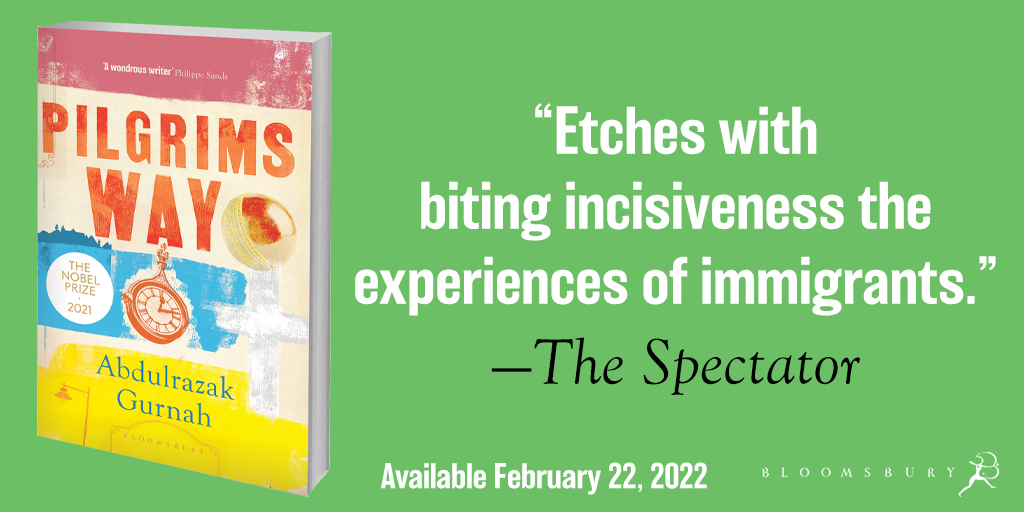 'A wondrous writer' Philippe Sands
PILGRIMS
WAY
THE
NOBEL
PRIZE
·
2021
Abdulrazak
Gurnah
BLOOMSBURY
“Etches with
biting incisiveness the
experiences of immigrants.”
—The Spectator
Available February 22, 2022
BLOOMSBURY